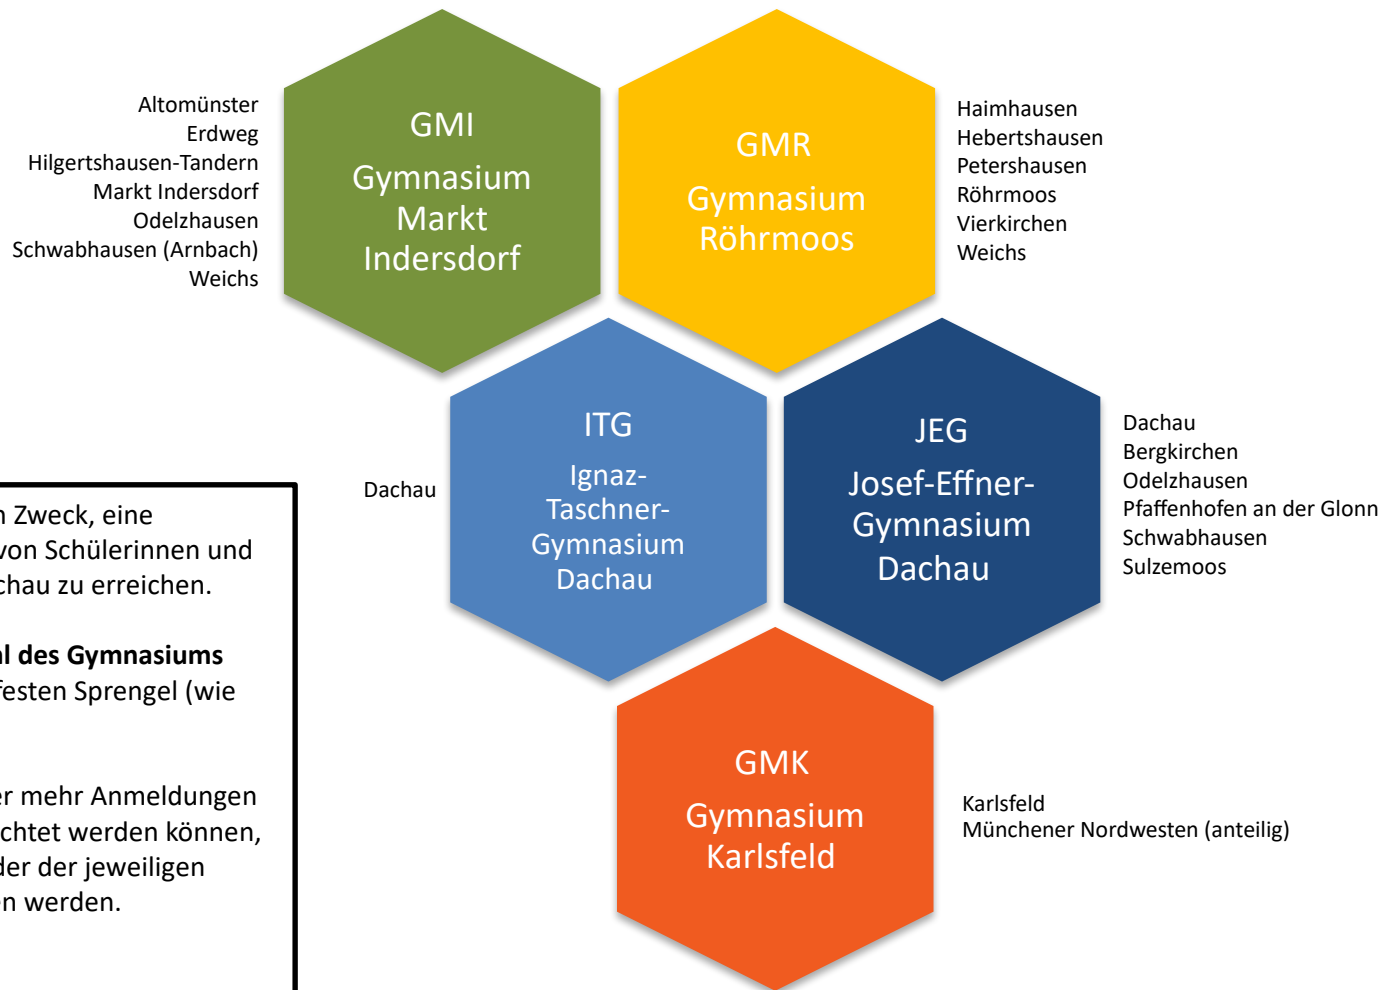 Altomünster
Erdweg
Hilgertshausen-Tandern
Markt Indersdorf
Odelzhausen
Schwabhausen (Arnbach)
Weichs
GMI
Gymnasium
Markt
Indersdorf
GMR
Gymnasium
Röhrmoos
Haimhausen
Hebertshausen
Petershausen
Röhrmoos
Vierkirchen
Weichs
Dachau
ITG
Ignaz-
Taschner-
Gymnasium
Dachau
JEG
Josef-Effner-
Gymnasium
Dachau
Dachau
Bergkirchen
Odelzhausen
Pfaffenhofen an der Glonn
Schwabhausen
Sulzemoos
Zweck, eine
von Schülerinnen und
chau zu erreichen.
des Gymnasiums
festen Sprengel (wie
er mehr Anmeldungen
ichtet werden können,
der der jeweiligen
en werden.
GMK
Gymnasium
Karlsfeld
Karlsfeld
Münchener Nordwesten (anteilig)